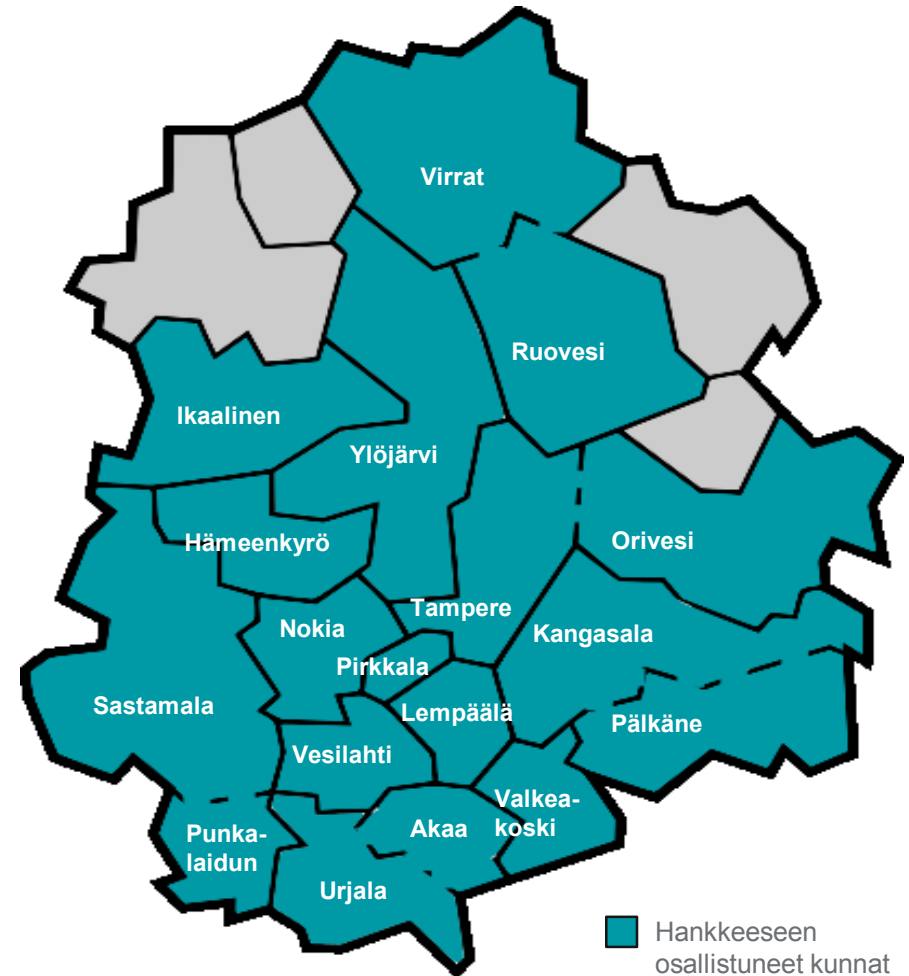 Virrat
Ruovesi
Ikaalinen
Ylöjärvi
Hämeenkyrö
Orivesi
Tampere
Nokia
Kangasala
Pirkkala
Sastamala
Lempäälä
Pälkäne
Vesilahti
Valkea-
koski
Akaa
Punka-
laidun
Urjala
Hankkeeseen
osallistuneet kunnat